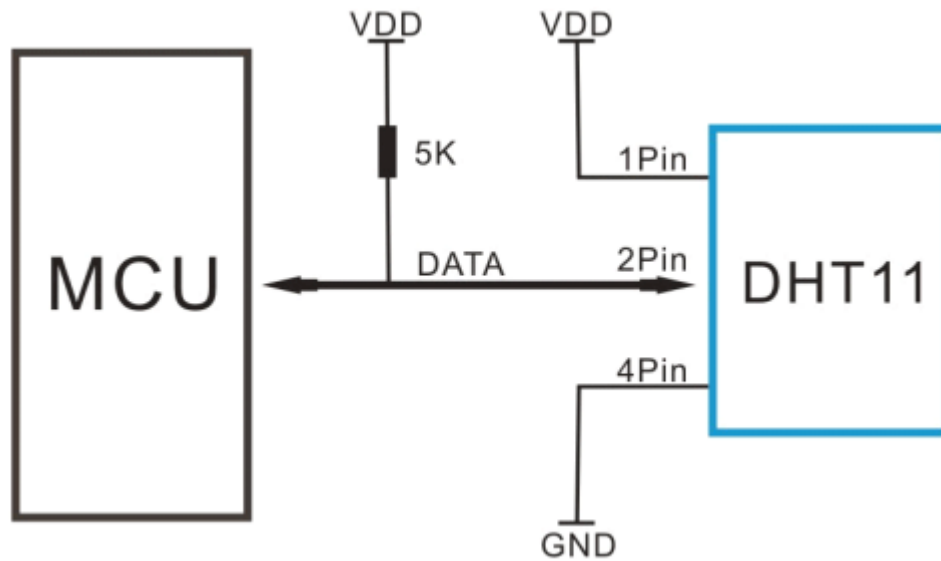 VDD
VDD
5K
1Pin
MCU
DATA
2Pin
DHT11
4Pin
GND